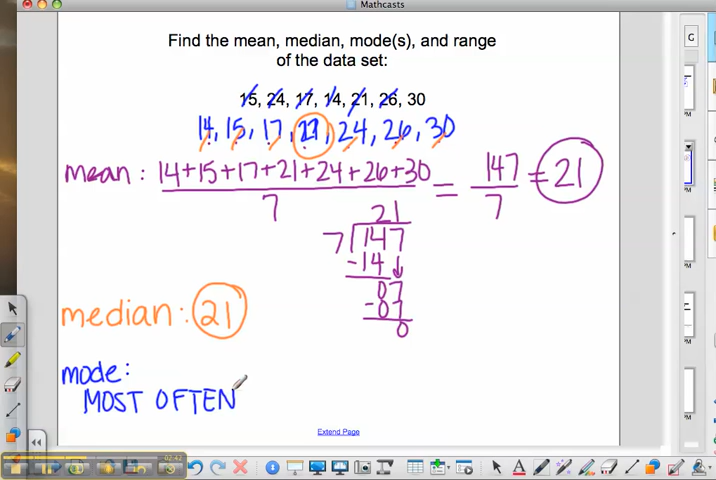 Mathcasts
Find the mean, median, mode(s), and range
of the data set:
15, 24, 17, 14, 21, 26, 30
14, 15, 17, 21, 24, 26, 30
mean: 14+15+17+21+24+26+30 = 147 = 21
7 7
21
7 147
-14
07
-07
0
median: 21
mode:
MOST OFTEN
Extend Page
02:42